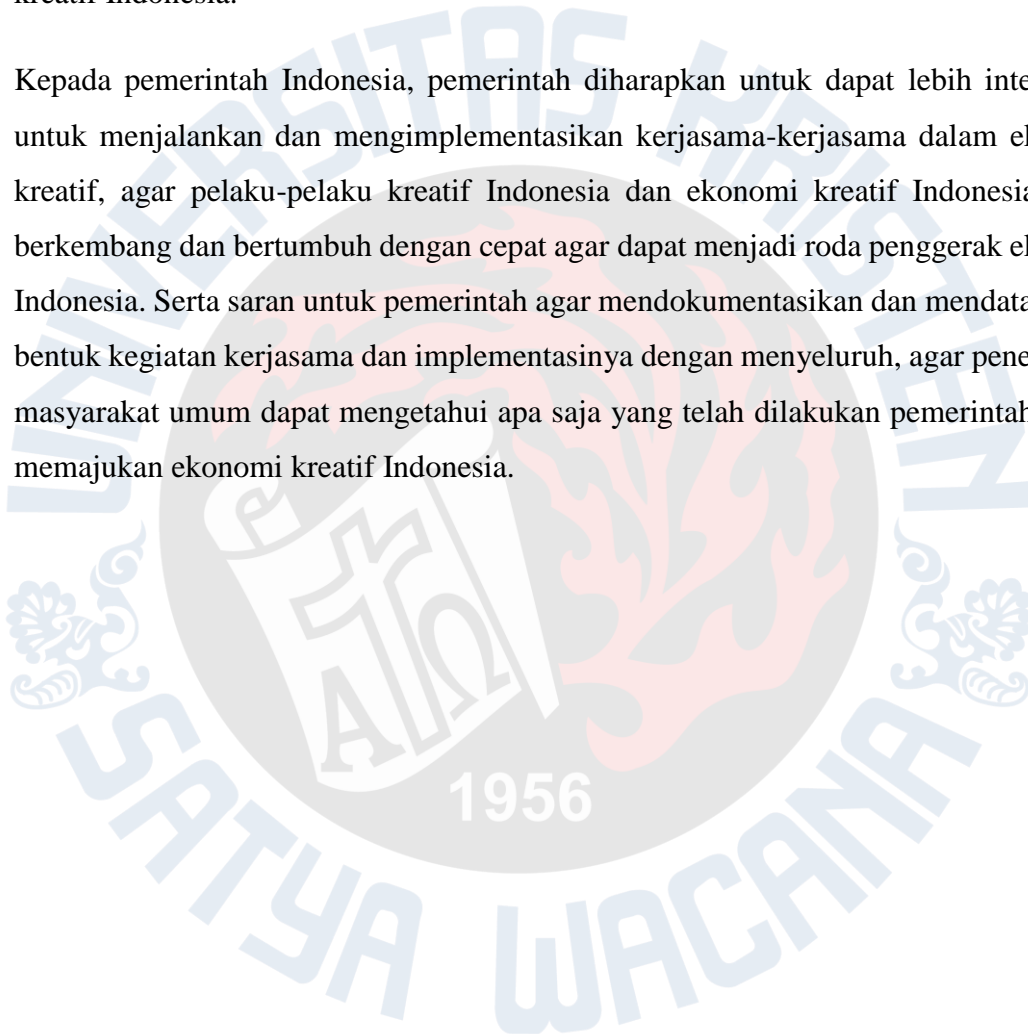 kreatif Indonesia.
Kepada pemerintah Indonesia, pemerintah diharapkan untuk dapat lebih inte
untuk menjalankan dan mengimplementasikan kerjasama-kerjasama dalam e
kreatif, agar pelaku-pelaku kreatif Indonesia dan ekonomi kreatif Indonesia
berkembang dan bertumbuh dengan cepat agar dapat menjadi roda penggerak e
Indonesia. Serta saran untuk pemerintah agar mendokumentasikan dan mendata
bentuk kegiatan kerjasama dan implementasinya dengan menyeluruh, agar pene
masyarakat umum dapat mengetahui apa saja yang telah dilakukan pemerintah
memajukan ekonomi kreatif Indonesia.
UNIVERSITAS KRISTEN
ΑΩ
1956
SATYA WACANA